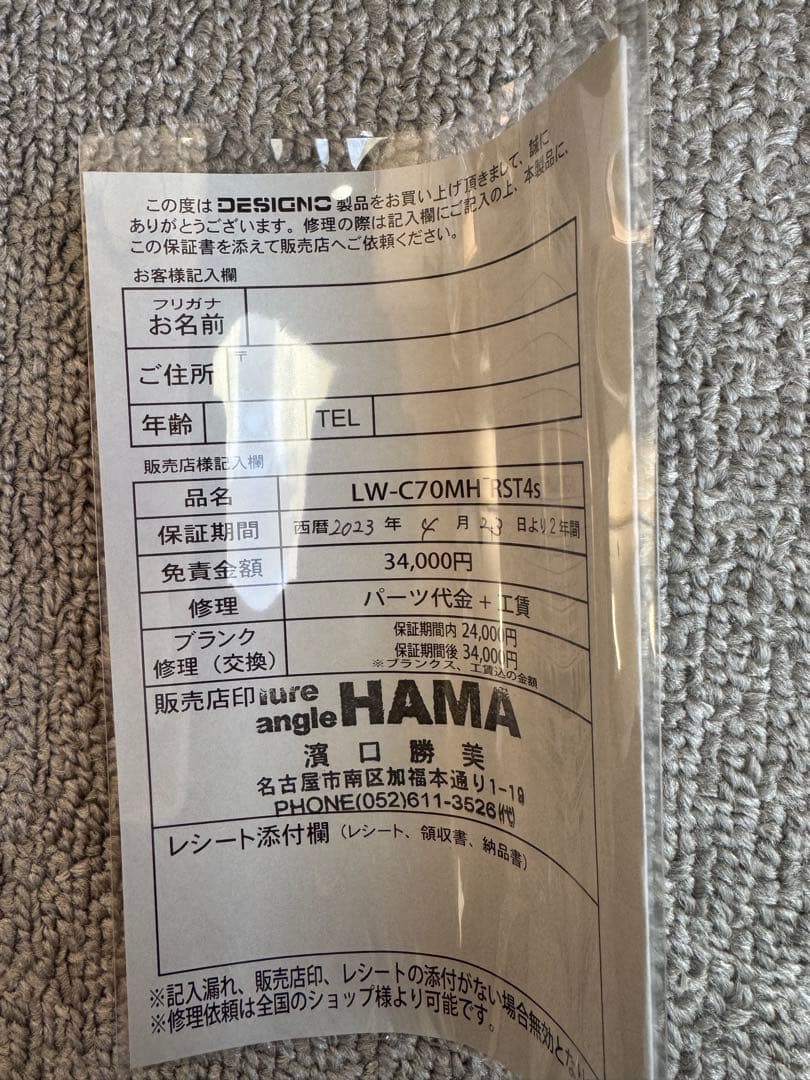 この度は DESIGNO 製品をお買い上げ頂きまして、誠に
ありがとうございます。修理の際は記入欄にご記入の上、本製品に、
この保証書を添えて販売店へご依頼ください。
お客様記入欄
フリガナ
お名前
ご住所 〒
年齢 TEL
販売店様記入欄
品名 LW-C70MH RST4s
保証期間 西暦2023年 4月23日より2年間
免責金額 34,000円
修理 パーツ代金+工賃
ブランク
修理（交換）
保証期間内 24,000円
保証期間後 34,000円
※ブランクス、工賃込の金額
販売店印 lure
angle HAMA
濱口勝美
名古屋市南区加福本通り1-19
PHONE(052)611-3526(代)
レシート添付欄（レシート、領収書、納品書）
※記入漏れ、販売店印、レシートの添付がない場合無効となり
※修理依頼は全国のショップ様より可能です。